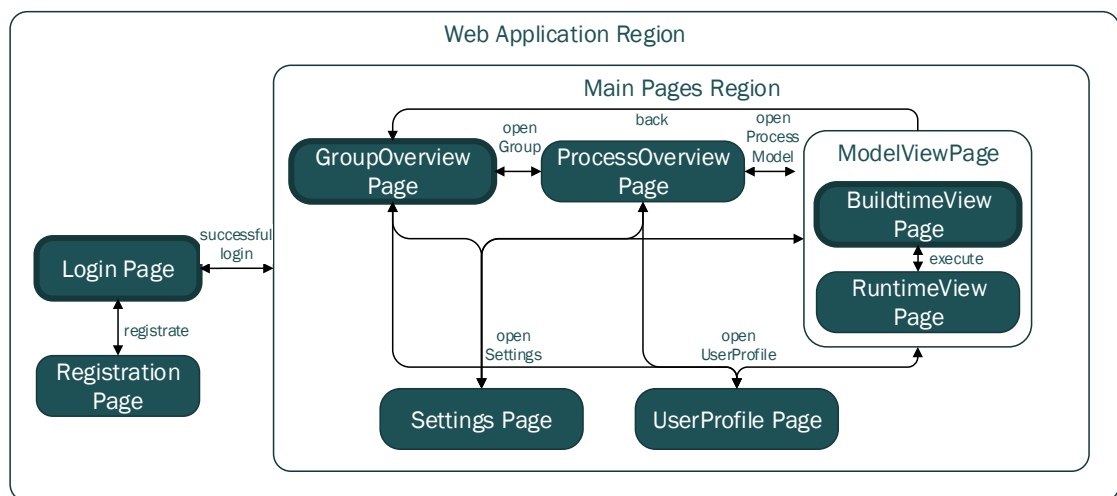 Web Application Region
Main Pages Region
back
open
Group
open
Process
Model
GroupOverview
Page
ProcessOverview
Page
ModelViewPage
BuildtimeView
Page
execute
RuntimeView
Page
successful
login
Login Page
registrate
Registration
Page
open
Settings
open
UserProfile
Settings Page
UserProfile Page